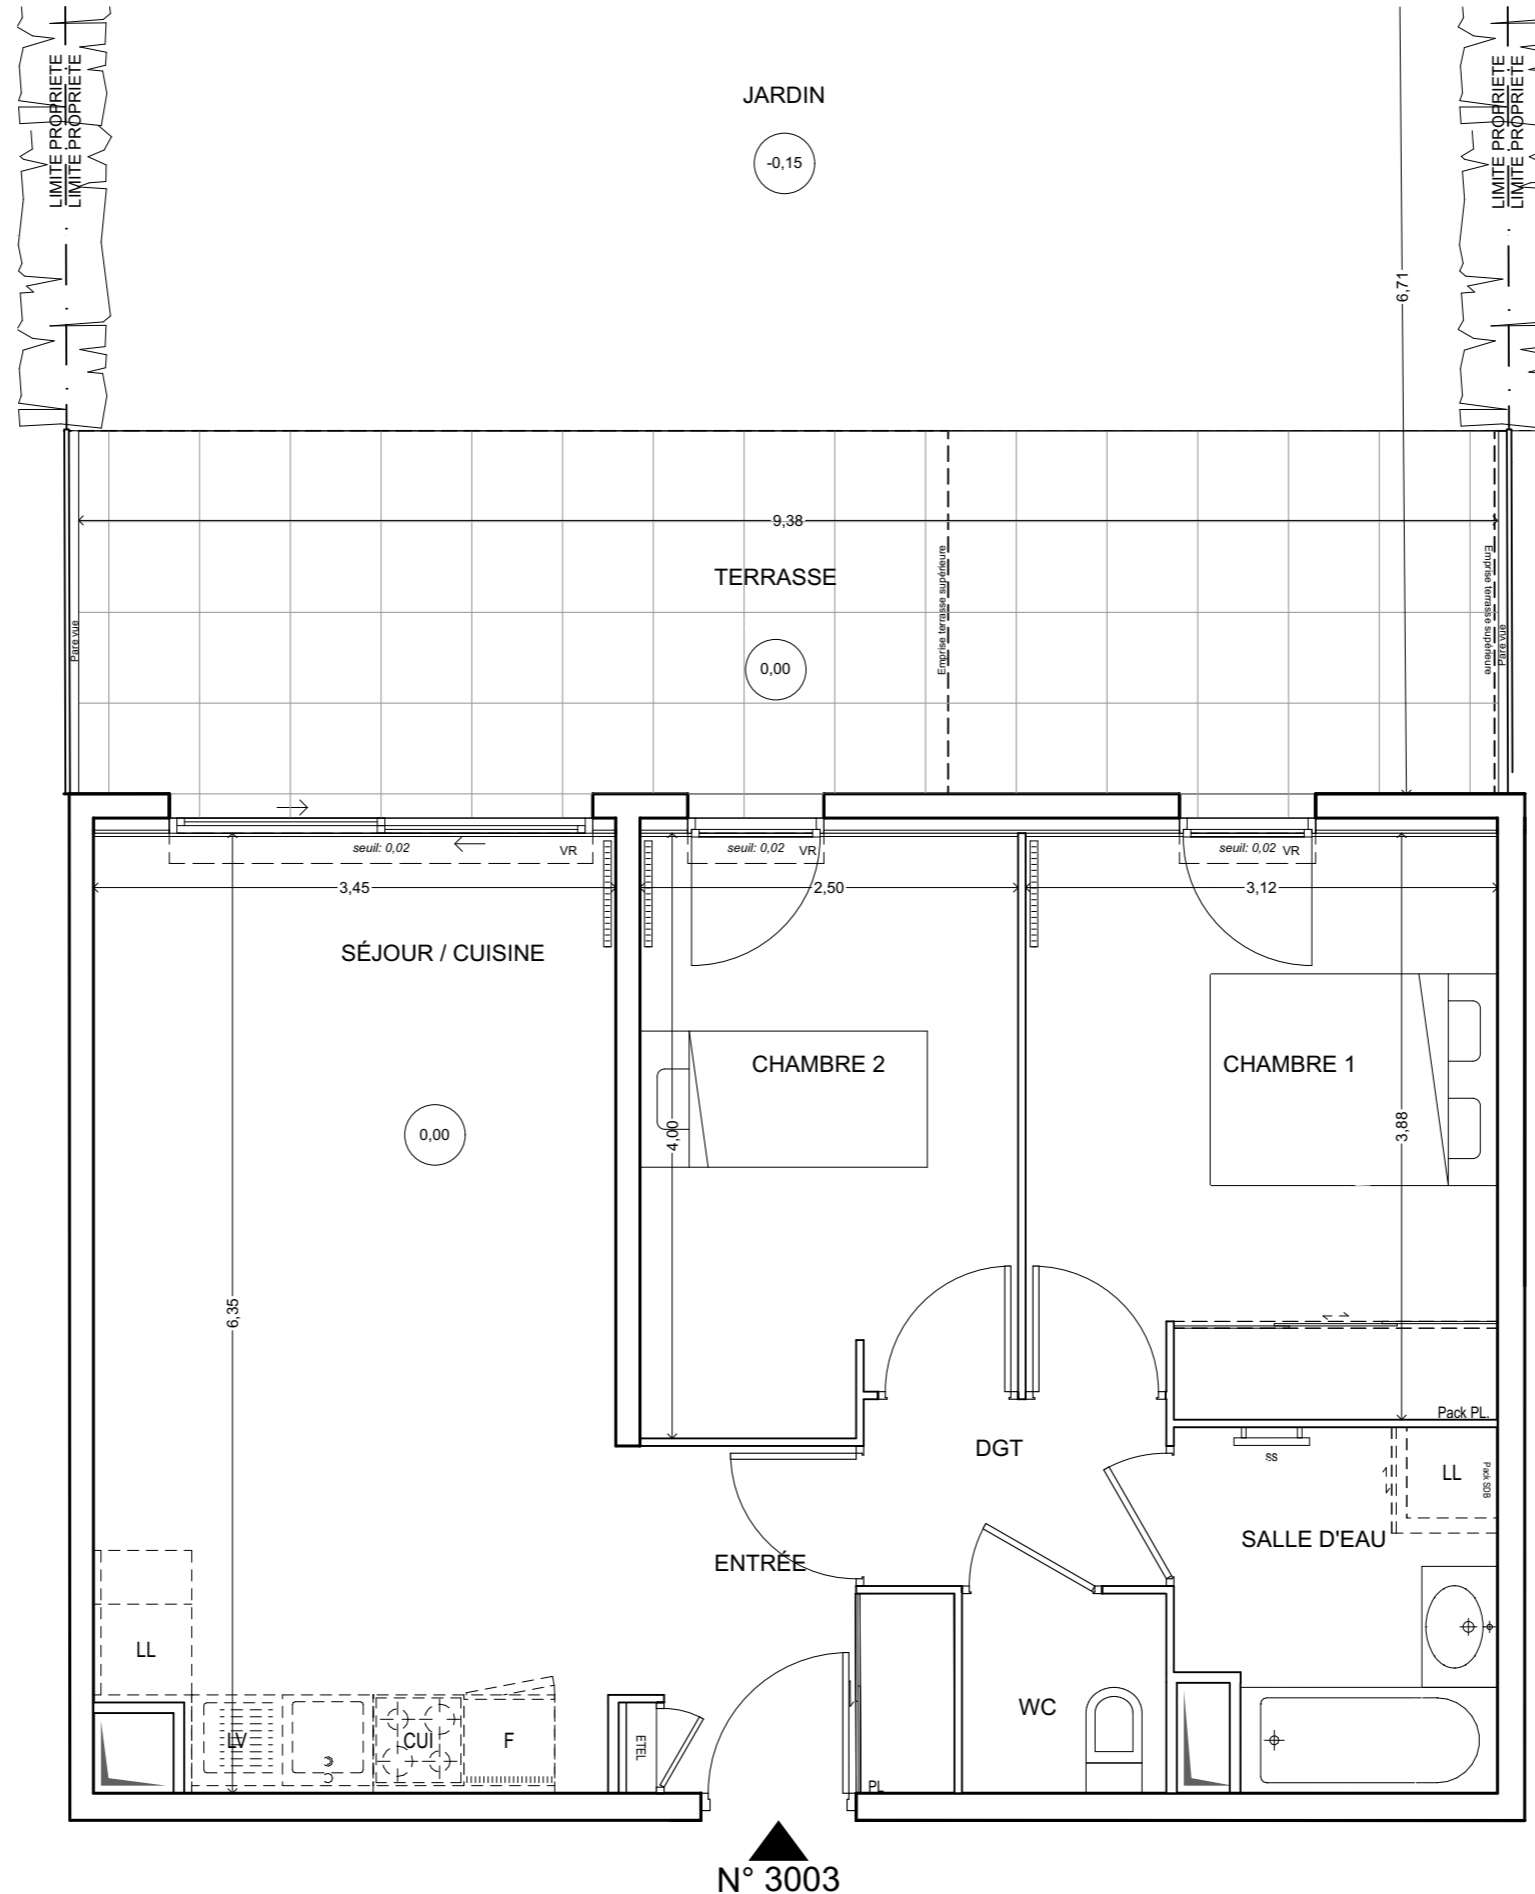 LIMITE PROPRIETE
LIMITE PROPRIETE
LIMITE PROPRIETE
LIMITE PROPRIETE
JARDIN
-0,15
6,71
9,38
TERRASSE
0,00
Pare vue
Emprise terrasse supérieure
Emprise terrasse supérieure
Pare vue
seuil: 0,02
VR
seuil: 0,02
VR
seuil: 0,02
VR
3,45
2,50
3,12
SÉJOUR / CUISINE
CHAMBRE 2
CHAMBRE 1
0,00
4,00
3,88
6,35
Pack PL.
DGT
SS
LL
Pack SDB
SALLE D'EAU
ENTRÉE
LL
WC
LV
CUI
F
ETEL
PL
N° 3003